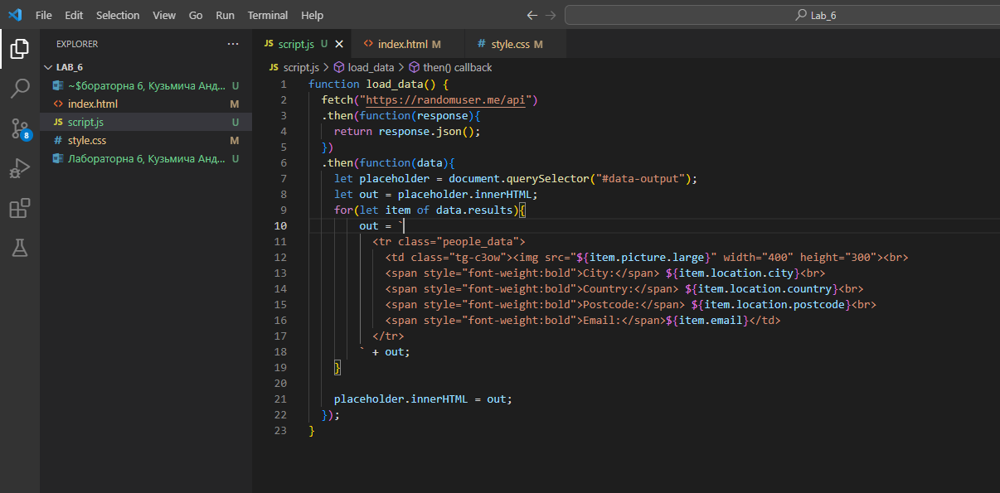 File Edit Selection View Go Run Terminal Help
Lab_6
EXPLORER ...
LAB_6
~$бораторна 6, Кузьмича Анд... U
index.html M
JS script.js U
# style.css M
Лабораторна 6, Кузьмича Анд... U
8
JS script.js U
index.html M
# style.css M
JS script.js > load_data > then() callback
1 function load_data() {
2 fetch("https://randomuser.me/api")
3 .then(function(response){
4 return response.json();
5 })
6 .then(function(data){
7 let placeholder = document.querySelector("#data-output");
8 let out = placeholder.innerHTML;
9 for(let item of data.results){
10 out = `
11 <tr class="people_data">
12 <td class="tg-c3ow"><img src="${item.picture.large}" width="400" height="300"><br>
13 <span style="font-weight:bold">City:</span> ${item.location.city}<br>
14 <span style="font-weight:bold">Country:</span> ${item.location.country}<br>
15 <span style="font-weight:bold">Postcode:</span> ${item.location.postcode}<br>
16 <span style="font-weight:bold">Email:</span>${item.email}</td>
17 </tr>
18 ` + out;
19 }
20
21 placeholder.innerHTML = out;
22 });
23 }